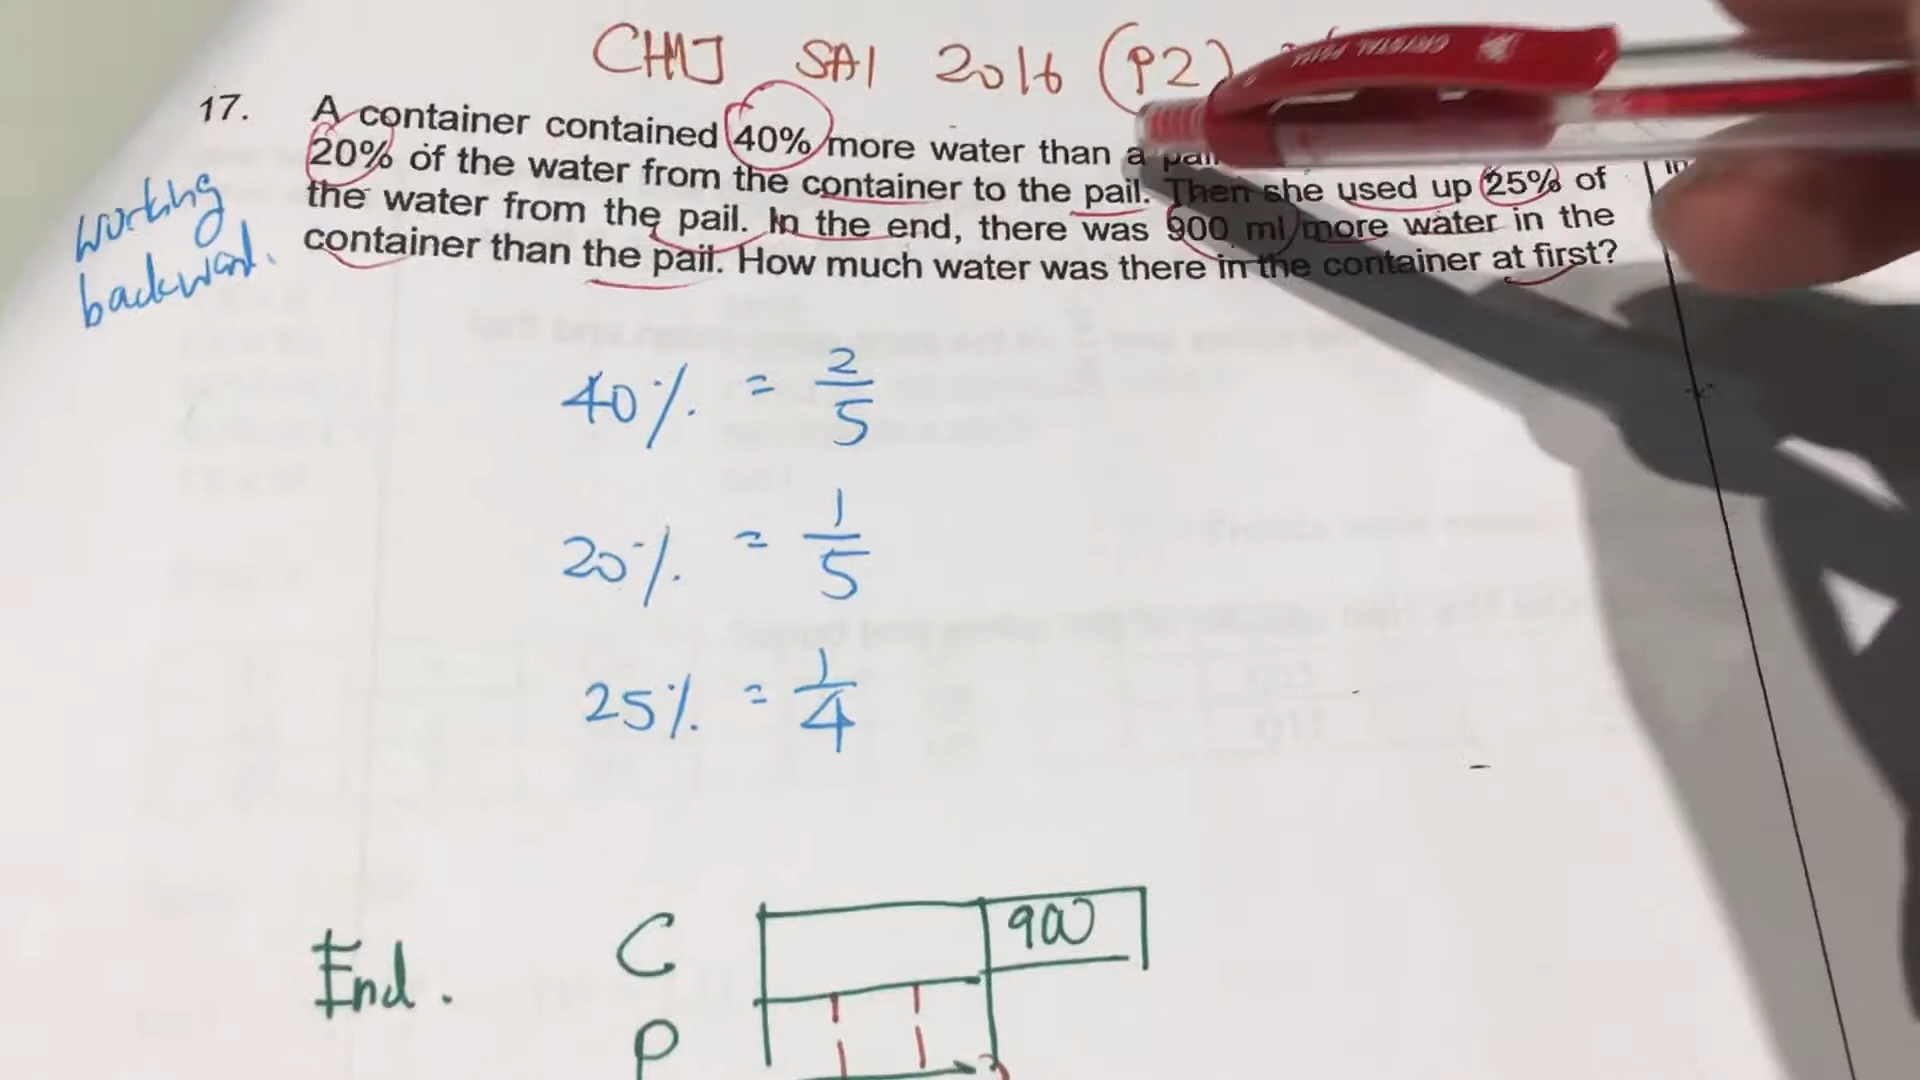 CHIJ SA1 2016 (P2)
17. A container contained 40% more water than a
20% of the water from the container to the pail. Then she used up 25% of
the water from the pail. In the end, there was 900 ml more water in the
container than the pail. How much water was there in the container at first?
working
backward.
40% = 2/5
20% = 1/5
25% = 1/4
End.
C
900
P